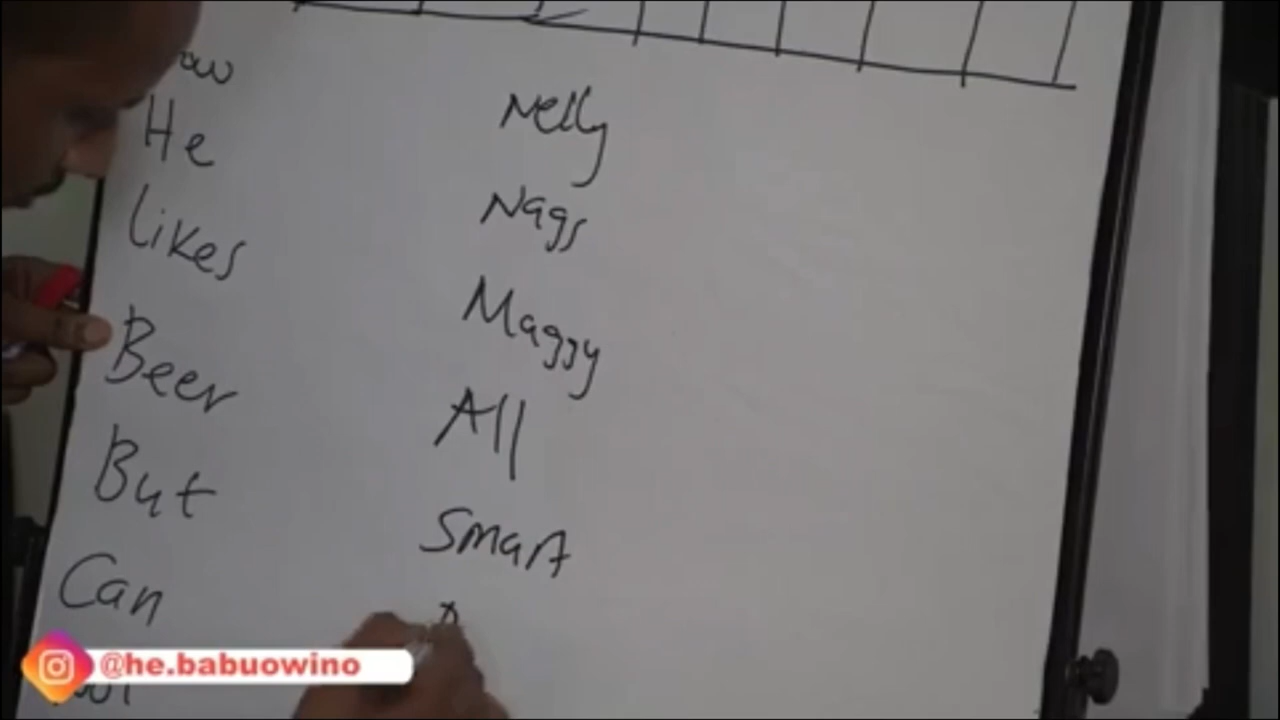 He
Likes
Beer
But
Can
Nelly
Nags
Maggy
All
Smart
@he.babuowino